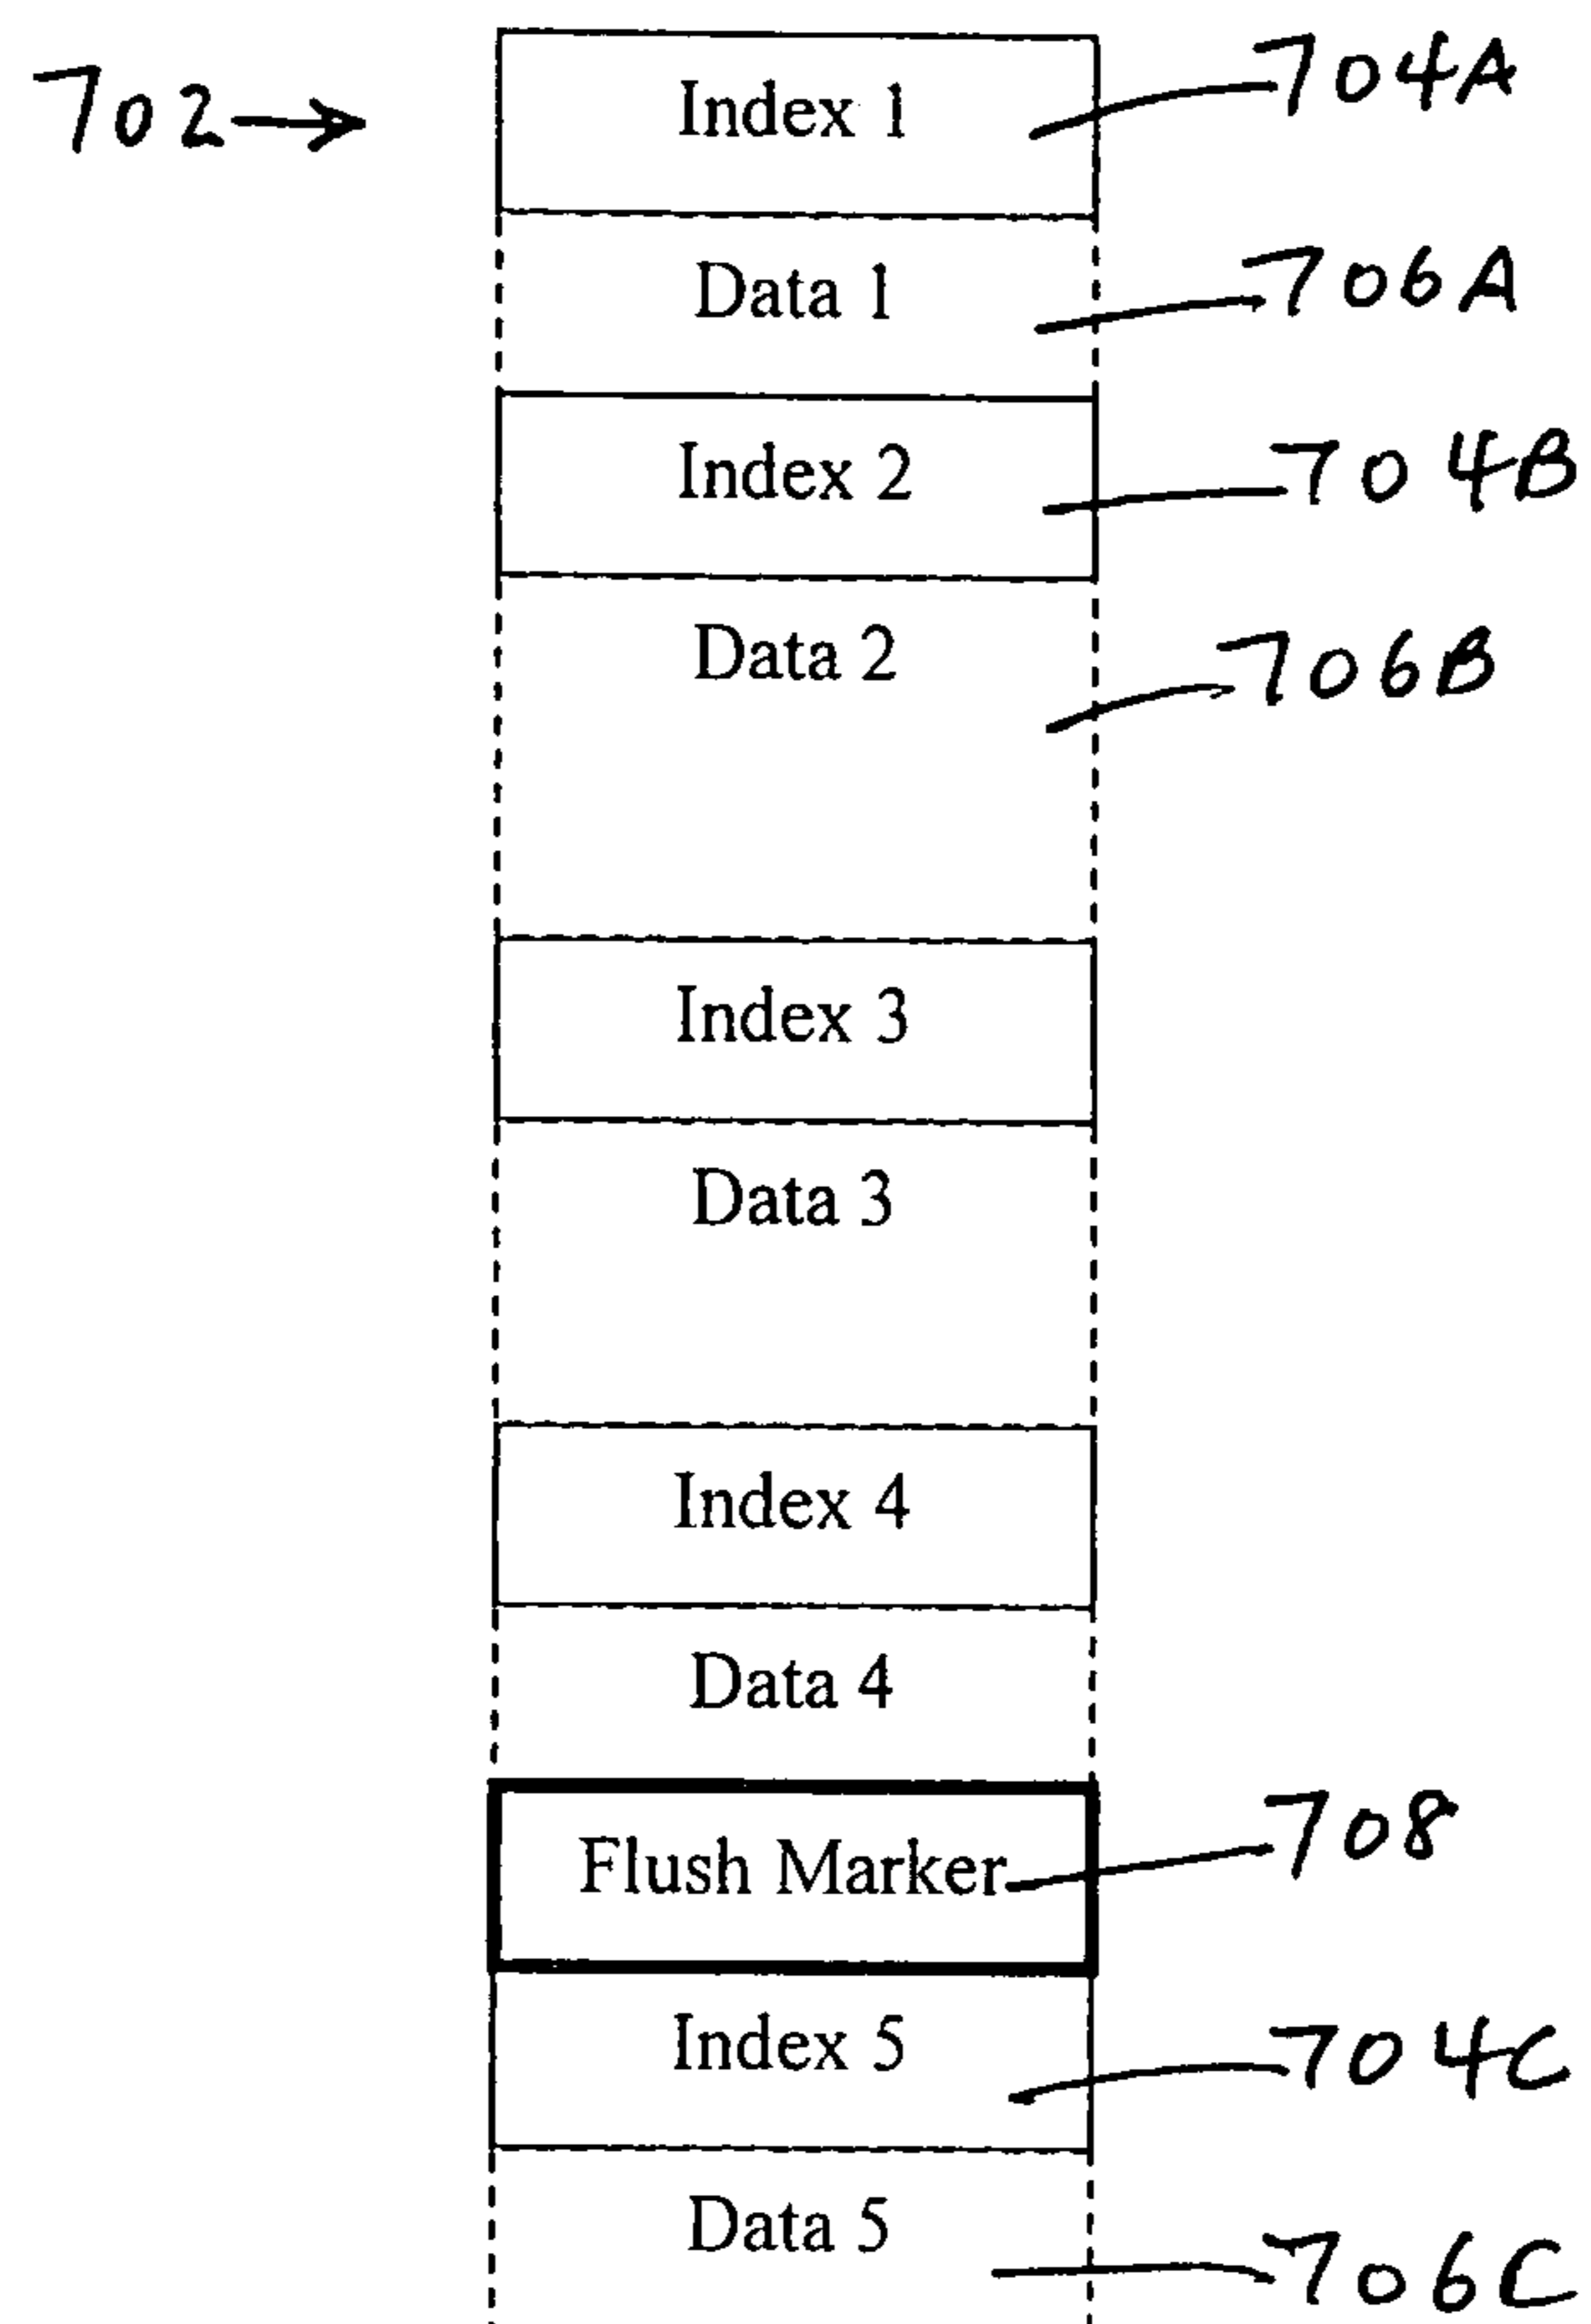 702
Index 1
704A
Data 1
706A
Index 2
704B
Data 2
706B
Index 3
Data 3
Index 4
Data 4
Flush Marker
708
Index 5
704C
Data 5
706C